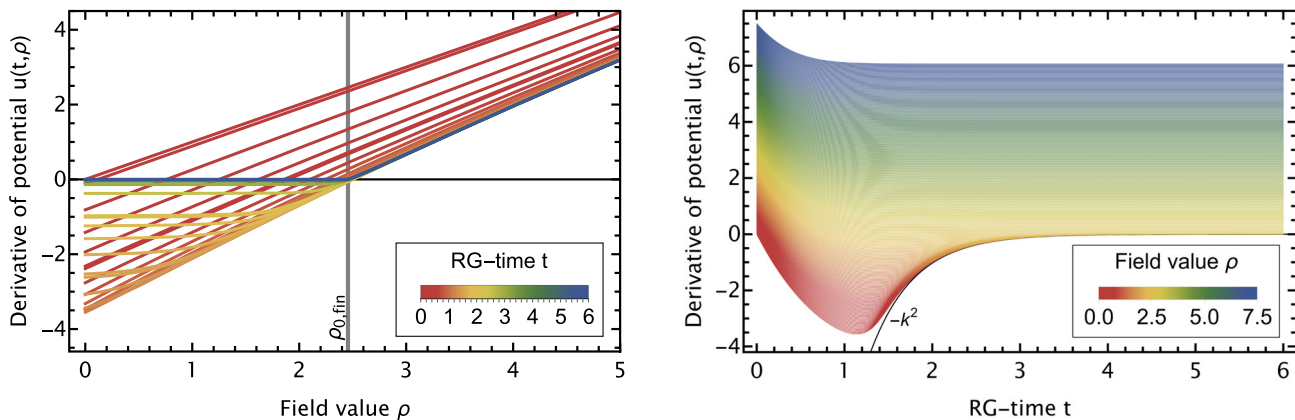 Derivative of potential u(t,ρ)
4
2
0
−2
−4
ρ0,fin
RG−time t
0 1 2 3 4 5 6
0 1 2 3 4 5
Field value ρ
Derivative of potential u(t,ρ)
6
4
2
0
−2
−4
−k²
Field value ρ
0.0 2.5 5.0 7.5
0 1 2 3 4 5 6
RG−time t